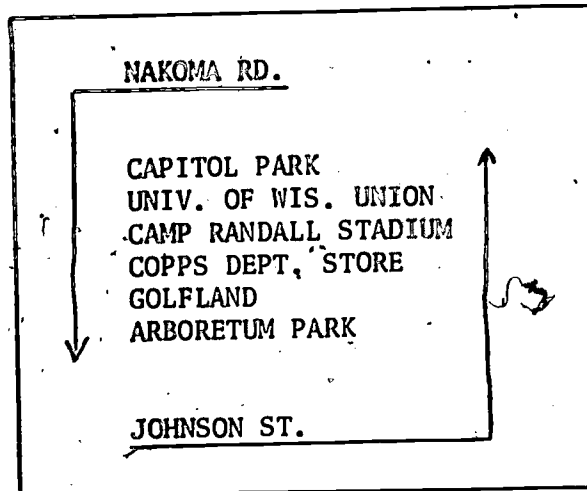 NAKOMA RD.
CAPITOL PARK
UNIV. OF WIS. UNION
CAMP RANDALL STADIUM
COPPS DEPT. STORE
GOLFLAND
ARBORETUM PARK
JOHNSON ST.